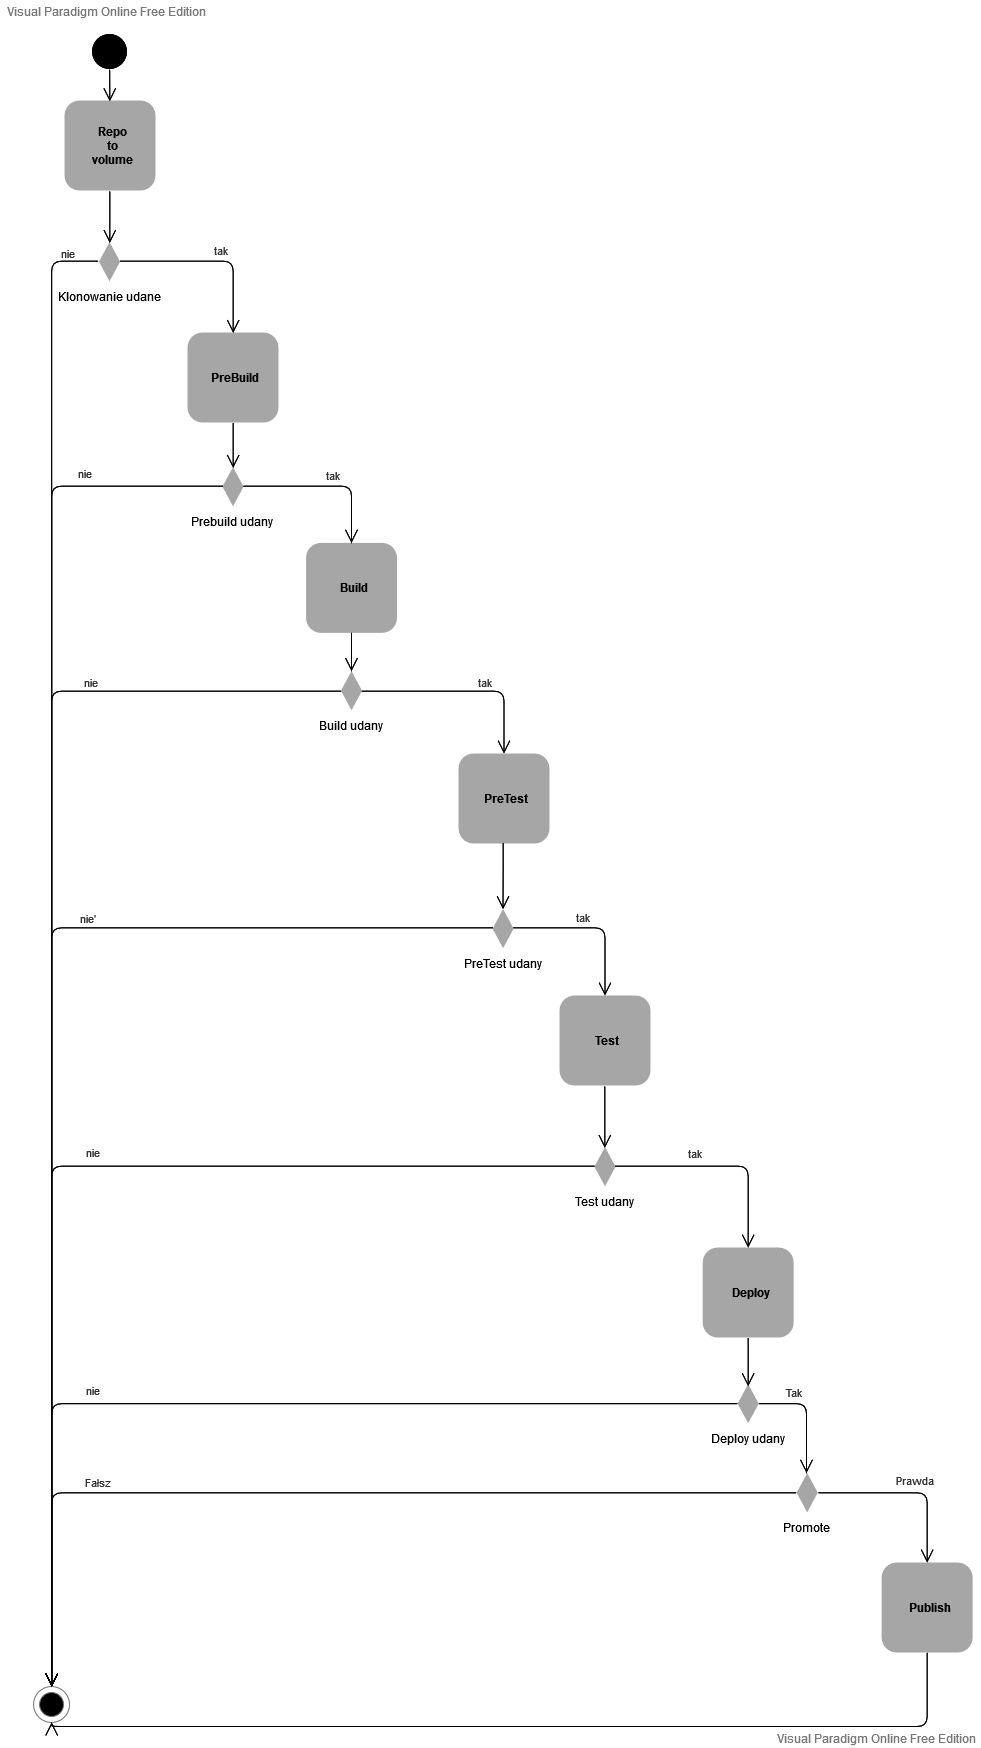 Visual Paradigm Online Free Edition
Repo
to
volume
nie
tak
Klonowanie udane
PreBuild
nie
tak
Prebuild udany
Build
nie
tak
Build udany
PreTest
nie'
tak
PreTest udany
Test
nie
tak
Test udany
Deploy
nie
Tak
Deploy udany
Fałsz
Prawda
Promote
Publish
Visual Paradigm Online Free Edition